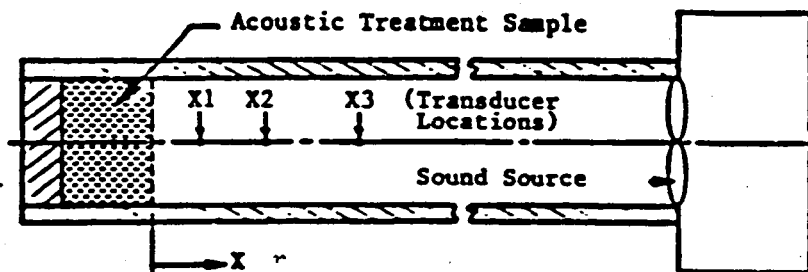 Acoustic Treatment Sample
X1 X2 X3 (Transducer
Locations)
Sound Source
X r